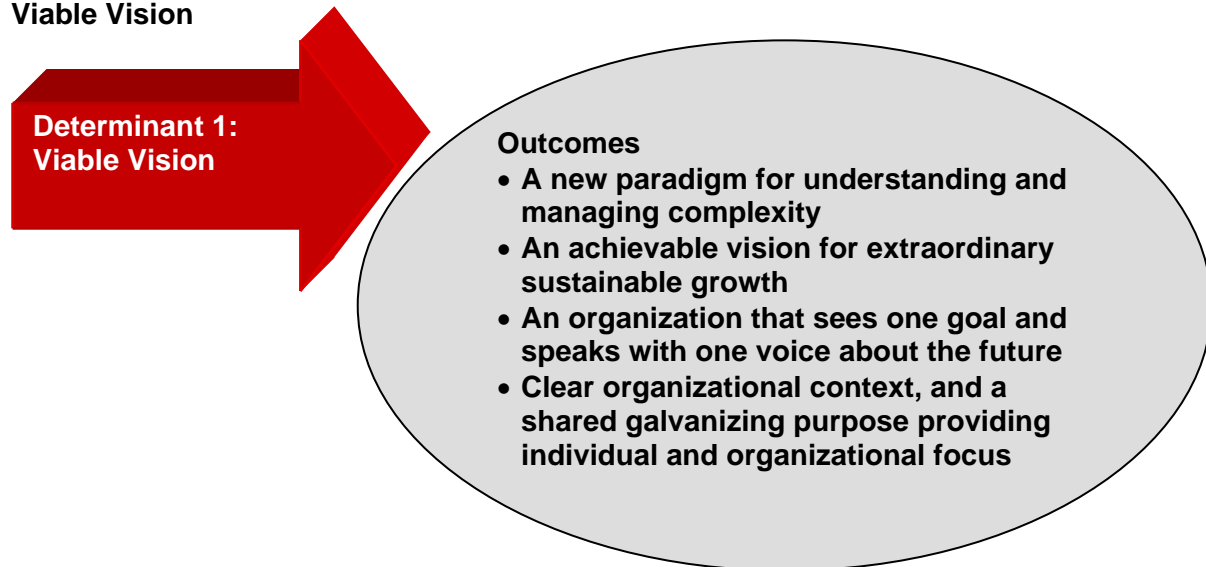 Viable Vision
Determinant 1:
Viable Vision
Outcomes
• A new paradigm for understanding and
managing complexity
• An achievable vision for extraordinary
sustainable growth
• An organization that sees one goal and
speaks with one voice about the future
• Clear organizational context, and a
shared galvanizing purpose providing
individual and organizational focus